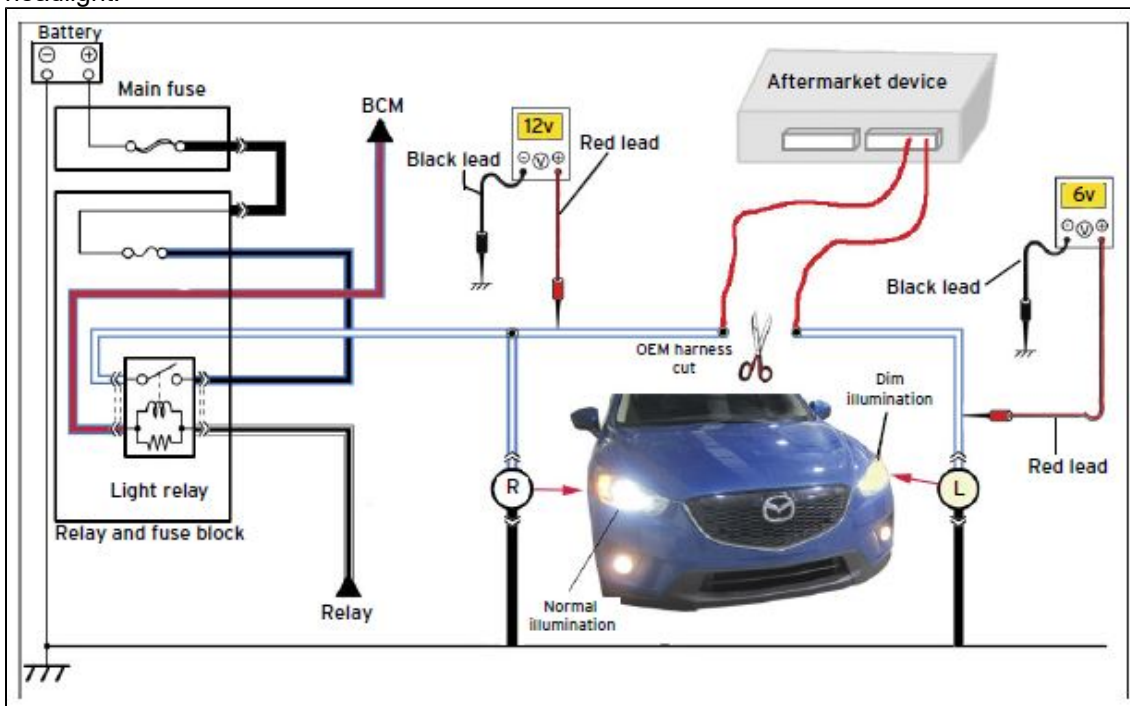 headlight.
Battery
Main fuse
BCM
12v
Black lead
Red lead
Aftermarket device
6v
Black lead
OEM harness
cut
Dim
illumination
Red lead
R
L
Light relay
Relay and fuse block
Relay
Normal
illumination